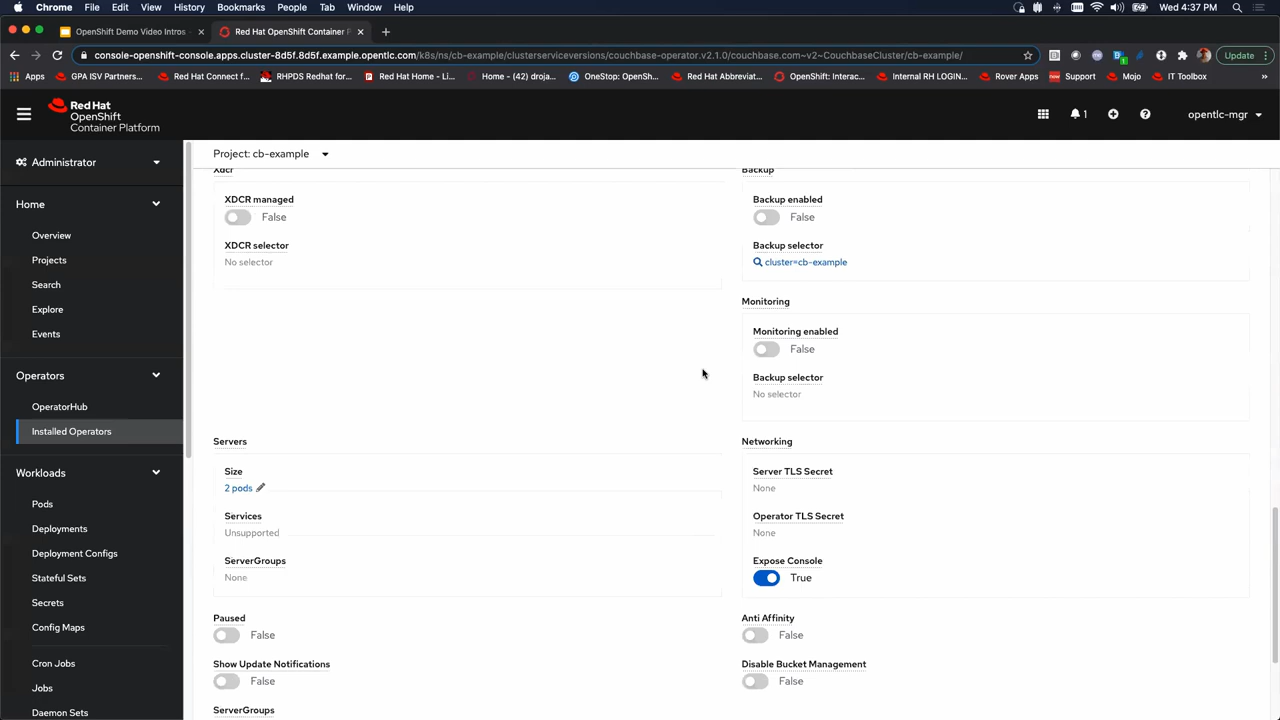 Chrome File Edit View History Bookmarks People Tab Window Help Wed 4:37 PM
OpenShift Demo Video Intros - Red Hat OpenShift Container P
console-openshift-console.apps.cluster-8d5f.8d5f.example.opentlc.com/k8s/ns/cb-example/clusterserviceversions/couchbase-operator.v2.1.0/couchbase.com~v2~CouchbaseCluster/cb-example/ Update
Apps GPA ISV Partners... Red Hat Connect f... RHPDS Redhat for... Red Hat Home - Li... Home - (42) droja... OneStop: OpenSh... Red Hat Abbreviat... OpenShift: Interac... Internal RH LOGIN... Rover Apps Support Mojo IT Toolbox »
Red Hat
OpenShift
Container Platform
1
opentlc-mgr
Administrator
Home
Overview
Projects
Search
Explore
Events
Operators
OperatorHub
Installed Operators
Workloads
Pods
Deployments
Deployment Configs
Stateful Sets
Secrets
Config Maps
Cron Jobs
Jobs
Daemon Sets
Project: cb-example
Xdcr
XDCR managed
False
XDCR selector
No selector
Backup
Backup enabled
False
Backup selector
cluster=cb-example
Monitoring
Monitoring enabled
False
Backup selector
No selector
Servers
Size
2 pods
Services
Unsupported
ServerGroups
None
Networking
Server TLS Secret
None
Operator TLS Secret
None
Expose Console
True
Paused
False
Anti Affinity
False
Show Update Notifications
False
Disable Bucket Management
False
ServerGroups